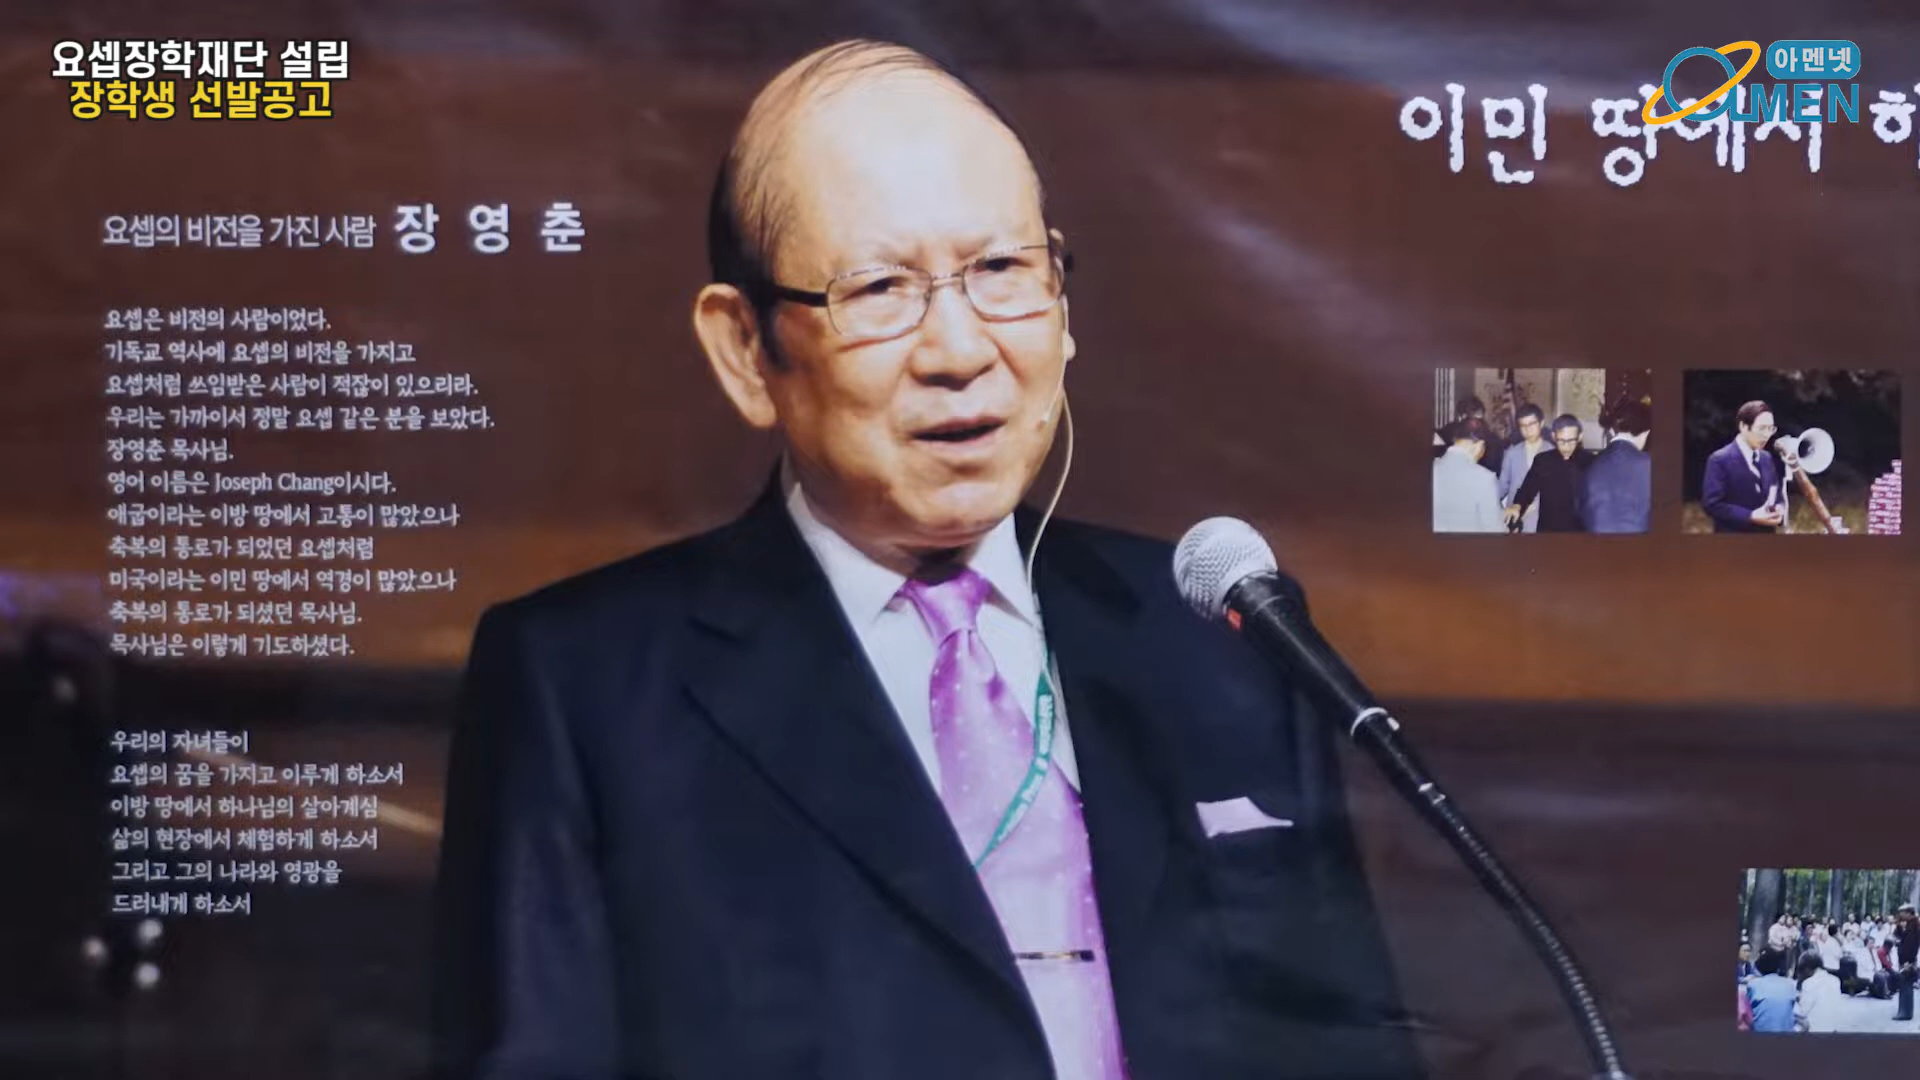 요셉장학재단 설립
장학생 선발공고
아멘넷
AMEN
이민 땅에서 하
요셉의 비전을 가진 사람 장 영 춘
요셉은 비전의 사람이었다.
기독교 역사에 요셉의 비전을 가지고
요셉처럼 쓰임받은 사람이 적잖이 있으리라.
우리는 가까이서 정말 요셉 같은 분을 보았다.
장영춘 목사님.
영어 이름은 Joseph Chang이시다.
애굽이라는 이방 땅에서 고통이 많았으나
축복의 통로가 되었던 요셉처럼
미국이라는 이민 땅에서 역경이 많았으나
축복의 통로가 되셨던 목사님.
목사님은 이렇게 기도하셨다.
우리의 자녀들이
요셉의 꿈을 가지고 이루게 하소서
이방 땅에서 하나님의 살아계심
삶의 현장에서 체험하게 하소서
그리고 그의 나라와 영광을
드러내게 하소서